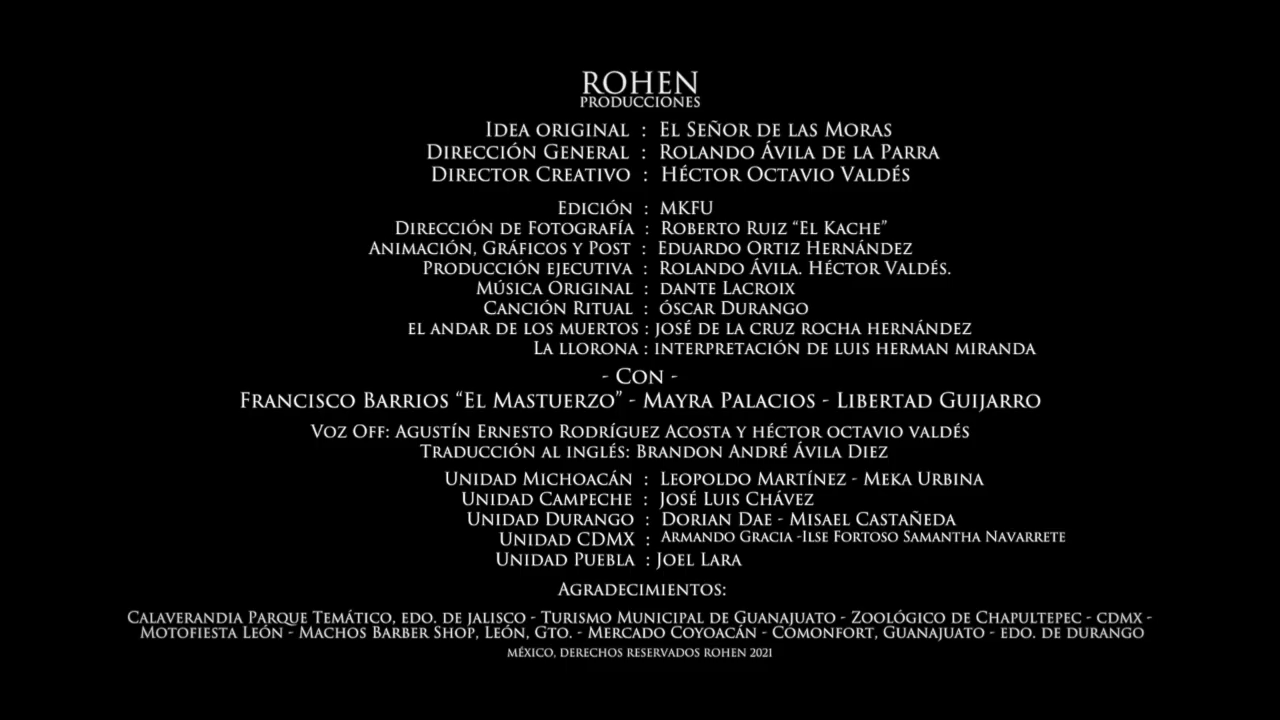 ROHEN
PRODUCCIONES
IDEA ORIGINAL : EL SEÑOR DE LAS MORAS
DIRECCIÓN GENERAL : ROLANDO ÁVILA DE LA PARRA
DIRECTOR CREATIVO : HÉCTOR OCTAVIO VALDÉS
EDICIÓN : MKFU
DIRECCIÓN DE FOTOGRAFÍA : ROBERTO RUIZ “EL KACHE”
ANIMACIÓN, GRÁFICOS Y POST : EDUARDO ORTIZ HERNÁNDEZ
PRODUCCIÓN EJECUTIVA : ROLANDO ÁVILA. HÉCTOR VALDÉS.
MÚSICA ORIGINAL : DANTE LACROIX
CANCIÓN RITUAL : ÓSCAR DURANGO
EL ANDAR DE LOS MUERTOS : JOSÉ DE LA CRUZ ROCHA HERNÁNDEZ
LA LLORONA : INTERPRETACIÓN DE LUIS HERMAN MIRANDA
- CON -
FRANCISCO BARRIOS “EL MASTUERZO” - MAYRA PALACIOS - LIBERTAD GUIJARRO
VOZ OFF: AGUSTÍN ERNESTO RODRÍGUEZ ACOSTA Y HÉCTOR OCTAVIO VALDÉS
TRADUCCIÓN AL INGLÉS: BRANDON ANDRÉ ÁVILA DIEZ
UNIDAD MICHOACÁN : LEOPOLDO MARTÍNEZ - MEKA URBINA
UNIDAD CAMPECHE : JOSÉ LUIS CHÁVEZ
UNIDAD DURANGO : DORIAN DAE - MISAEL CASTAÑEDA
UNIDAD CDMX : ARMANDO GRACIA -ILSE FORTOSO SAMANTHA NAVARRETE
UNIDAD PUEBLA : JOEL LARA
AGRADECIMIENTOS:
CALAVERANDIA PARQUE TEMÁTICO, EDO. DE JALISCO - TURISMO MUNICIPAL DE GUANAJUATO - ZOOLÓGICO DE CHAPULTEPEC - CDMX -
MOTOFIESTA LEÓN - MACHOS BARBER SHOP, LEÓN, GTO. - MERCADO COYOACÁN - COMONFORT, GUANAJUATO - EDO. DE DURANGO
MÉXICO, DERECHOS RESERVADOS ROHEN 2021